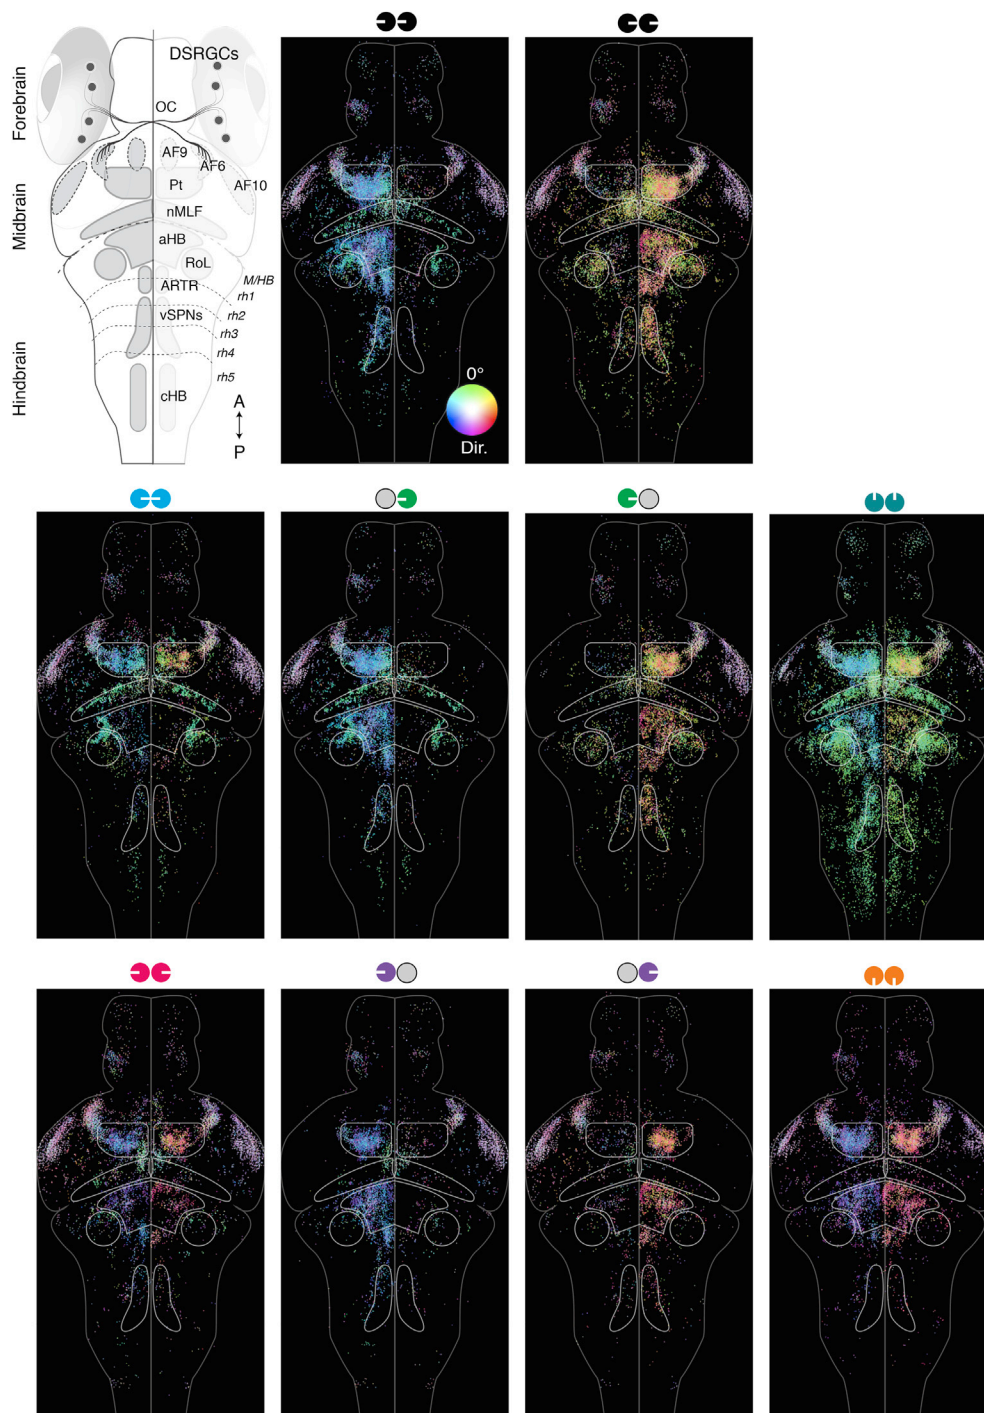 Forebrain
Midbrain
Hindbrain
DSRGCs
OC
AF9
AF6
Pt
AF10
nMLF
aHB
RoL
M/HB
ARTR
rh1
vSPNs
rh2
rh3
rh4
rh5
cHB
A
P
0°
Dir.